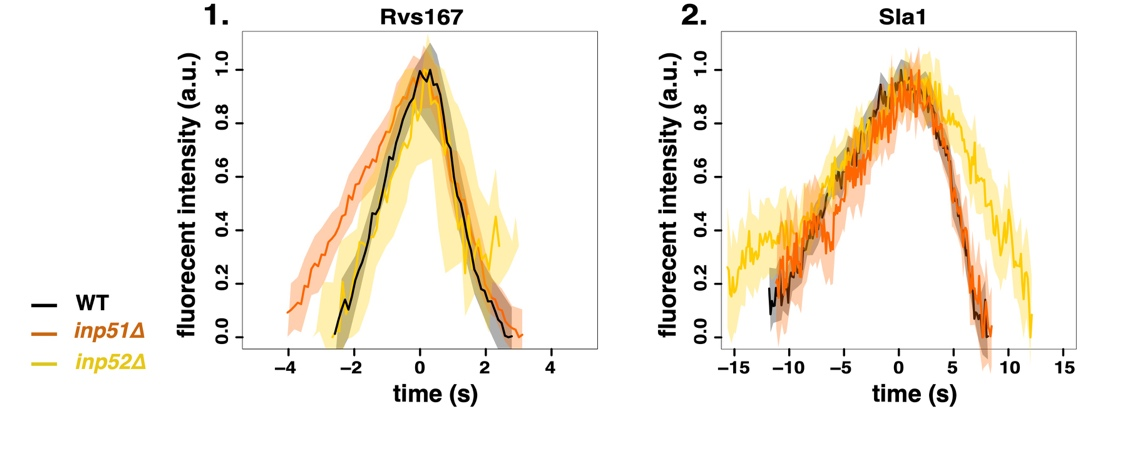 1.
Rvs167
fluorecent intensity (a.u.)
0.0 0.2 0.4 0.6 0.8 1.0
−4 −2 0 2 4
time (s)
2.
Sla1
fluorecent intensity (a.u.)
0.0 0.2 0.4 0.6 0.8 1.0
−15 −10 −5 0 5 10 15
time (s)
WT
inp51Δ
inp52Δ